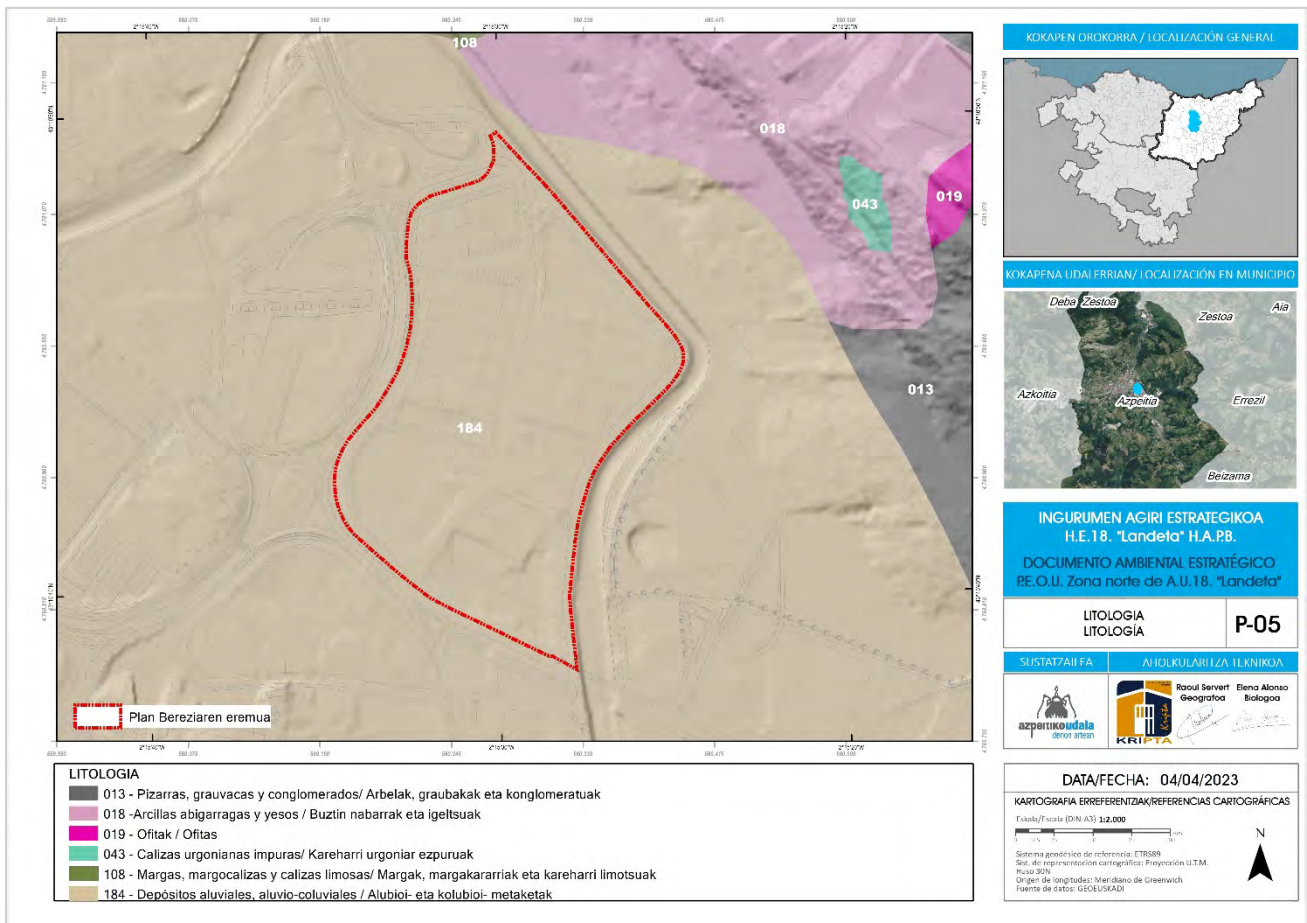 108
018
043
019
013
184
Plan Bereziaren eremua
LITOLOGIA
013 - Pizarras, grauvacas y conglomerados/ Arbelak, graubakak eta konglomeratuak
018 -Arcillas abigarragas y yesos / Buztin nabarrak eta igeltsuak
019 - Ofitak / Ofitas
043 - Calizas urgonianas impuras/ Kareharri urgoniar ezpuruak
108 - Margas, margocalizas y calizas limosas/ Margak, margakararriak eta kareharri limotsuak
184 - Depósitos aluviales, aluvio-coluviales / Alubioi- eta kolubioi- metaketak
KOKAPEN OROKORRA / LOCALIZACIÓN GENERAL
KOKAPENA UDALERRIAN/ LOCALIZACIÓN EN MUNICIPIO
Deba Zestoa
Zestoa
Aia
Azkoitia
Azpeitia
Errezil
Beizama
INGURUMEN AGIRI ESTRATEGIKOA
H.E.18. "Landeta" H.A.P.B.
DOCUMENTO AMBIENTAL ESTRATÉGICO
P.E.O.U. Zona norte de A.U.18. "Landeta"
LITOLOGIA
LITOLOGÍA
P-05
SUSTATZAILEA
AHOLKULARITZA TEKNIKOA
azpeitikoudala
denon artean
KRIPTA
Kripta
Raoul Servert
Geografoa
Elena Alonso
Biologoa
DATA/FECHA: 04/04/2023
KARTOGRAFIA ERREFERENTZIAK/REFERENCIAS CARTOGRÁFICAS
Eskala/Escala (DIN-A3) 1:2.000
N
Sistema geodésico de referencia: ETRS89
Sist. de representación cartográfica: Proyección U.T.M.
Huso 30N
Origen de longitudes: Meridiano de Greenwich
Fuente de datos: GEOEUSKADI